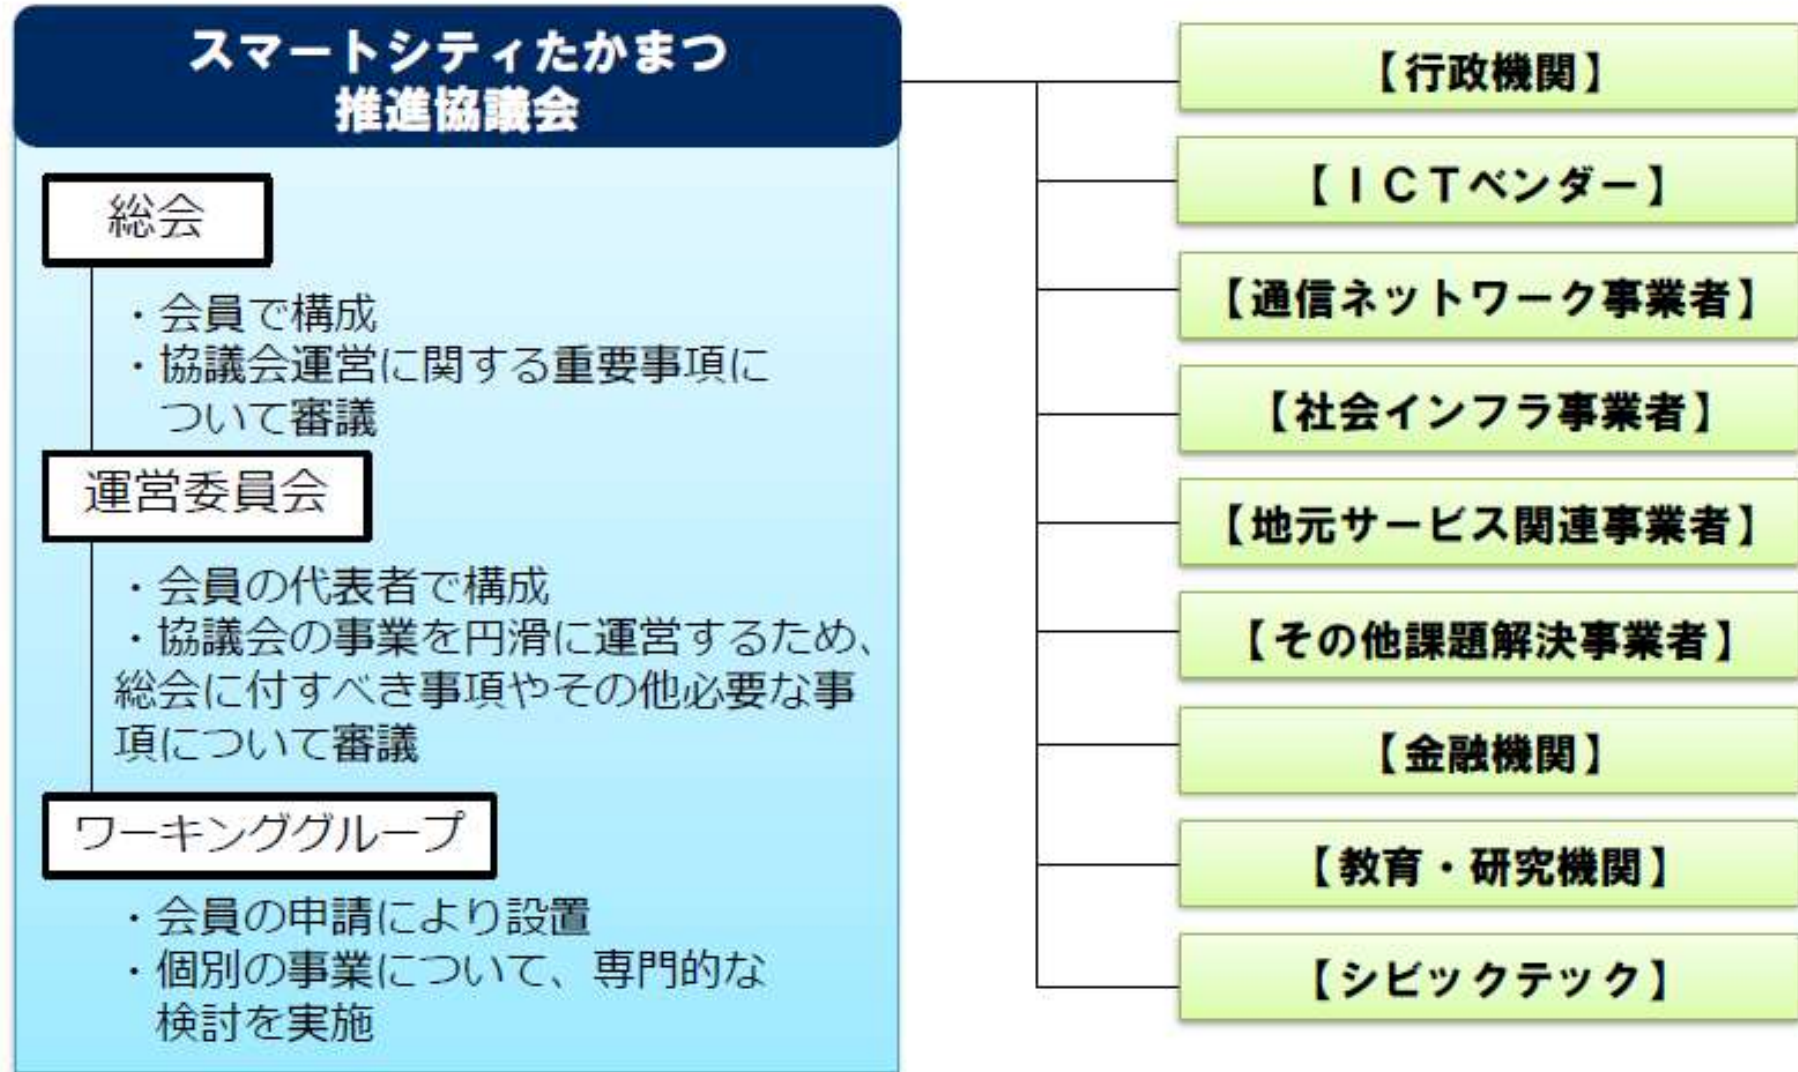 スマートシティたかまつ
推進協議会
総会
・会員で構成
・協議会運営に関する重要事項に
ついて審議
運営委員会
・会員の代表者で構成
・協議会の事業を円滑に運営するため、
総会に付すべき事項やその他必要な事
項について審議
ワーキンググループ
・会員の申請により設置
・個別の事業について、専門的な
検討を実施
【行政機関】
【ＩＣＴベンダー】
【通信ネットワーク事業者】
【社会インフラ事業者】
【地元サービス関連事業者】
【その他課題解決事業者】
【金融機関】
【教育・研究機関】
【シビックテック】